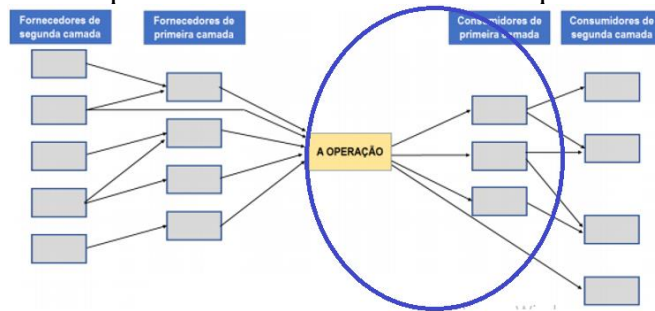 Fornecedores de
segunda camada
Fornecedores de
primeira camada
Consumidores de
primeira camada
Consumidores de
segunda camada
A OPERAÇÃO